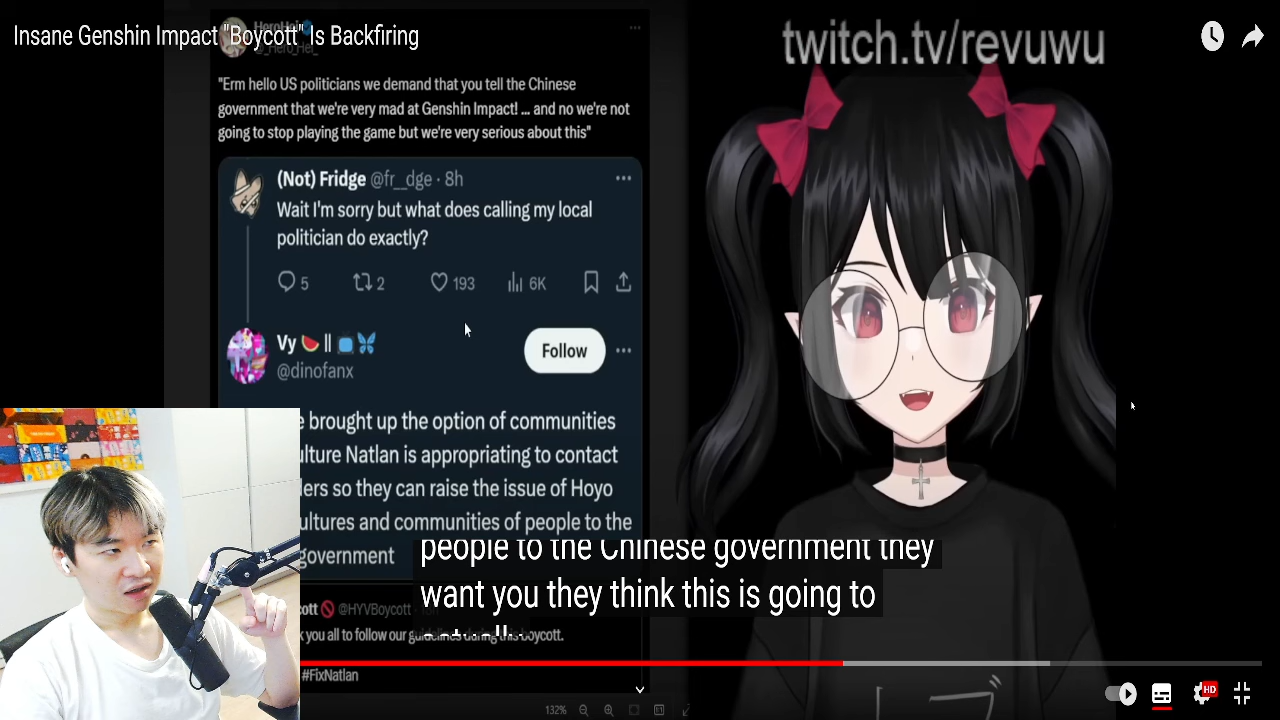 Insane Genshin Impact "Boycott" Is Backfiring
twitch.tv/revuwu
HeroHei
@_Hero_Hei_
"Erm hello US politicians we demand that you tell the Chinese
government that we're very mad at Genshin Impact! ... and no we're not
going to stop playing the game but we're very serious about this"
(Not) Fridge @fr__dge · 8h
Wait I'm sorry but what does calling my local
politician do exactly?
5 2 193 6K
Vy
@dinofanx
Follow
brought up the option of communities
Natlan is appropriating to contact
so they can raise the issue of Hoyo
and communities of people to the
government
people to the Chinese government they
want you they think this is going to
@HYVBoycott
you all to follow our guidelines during this boycott.
#FixNatlan
132%
HD